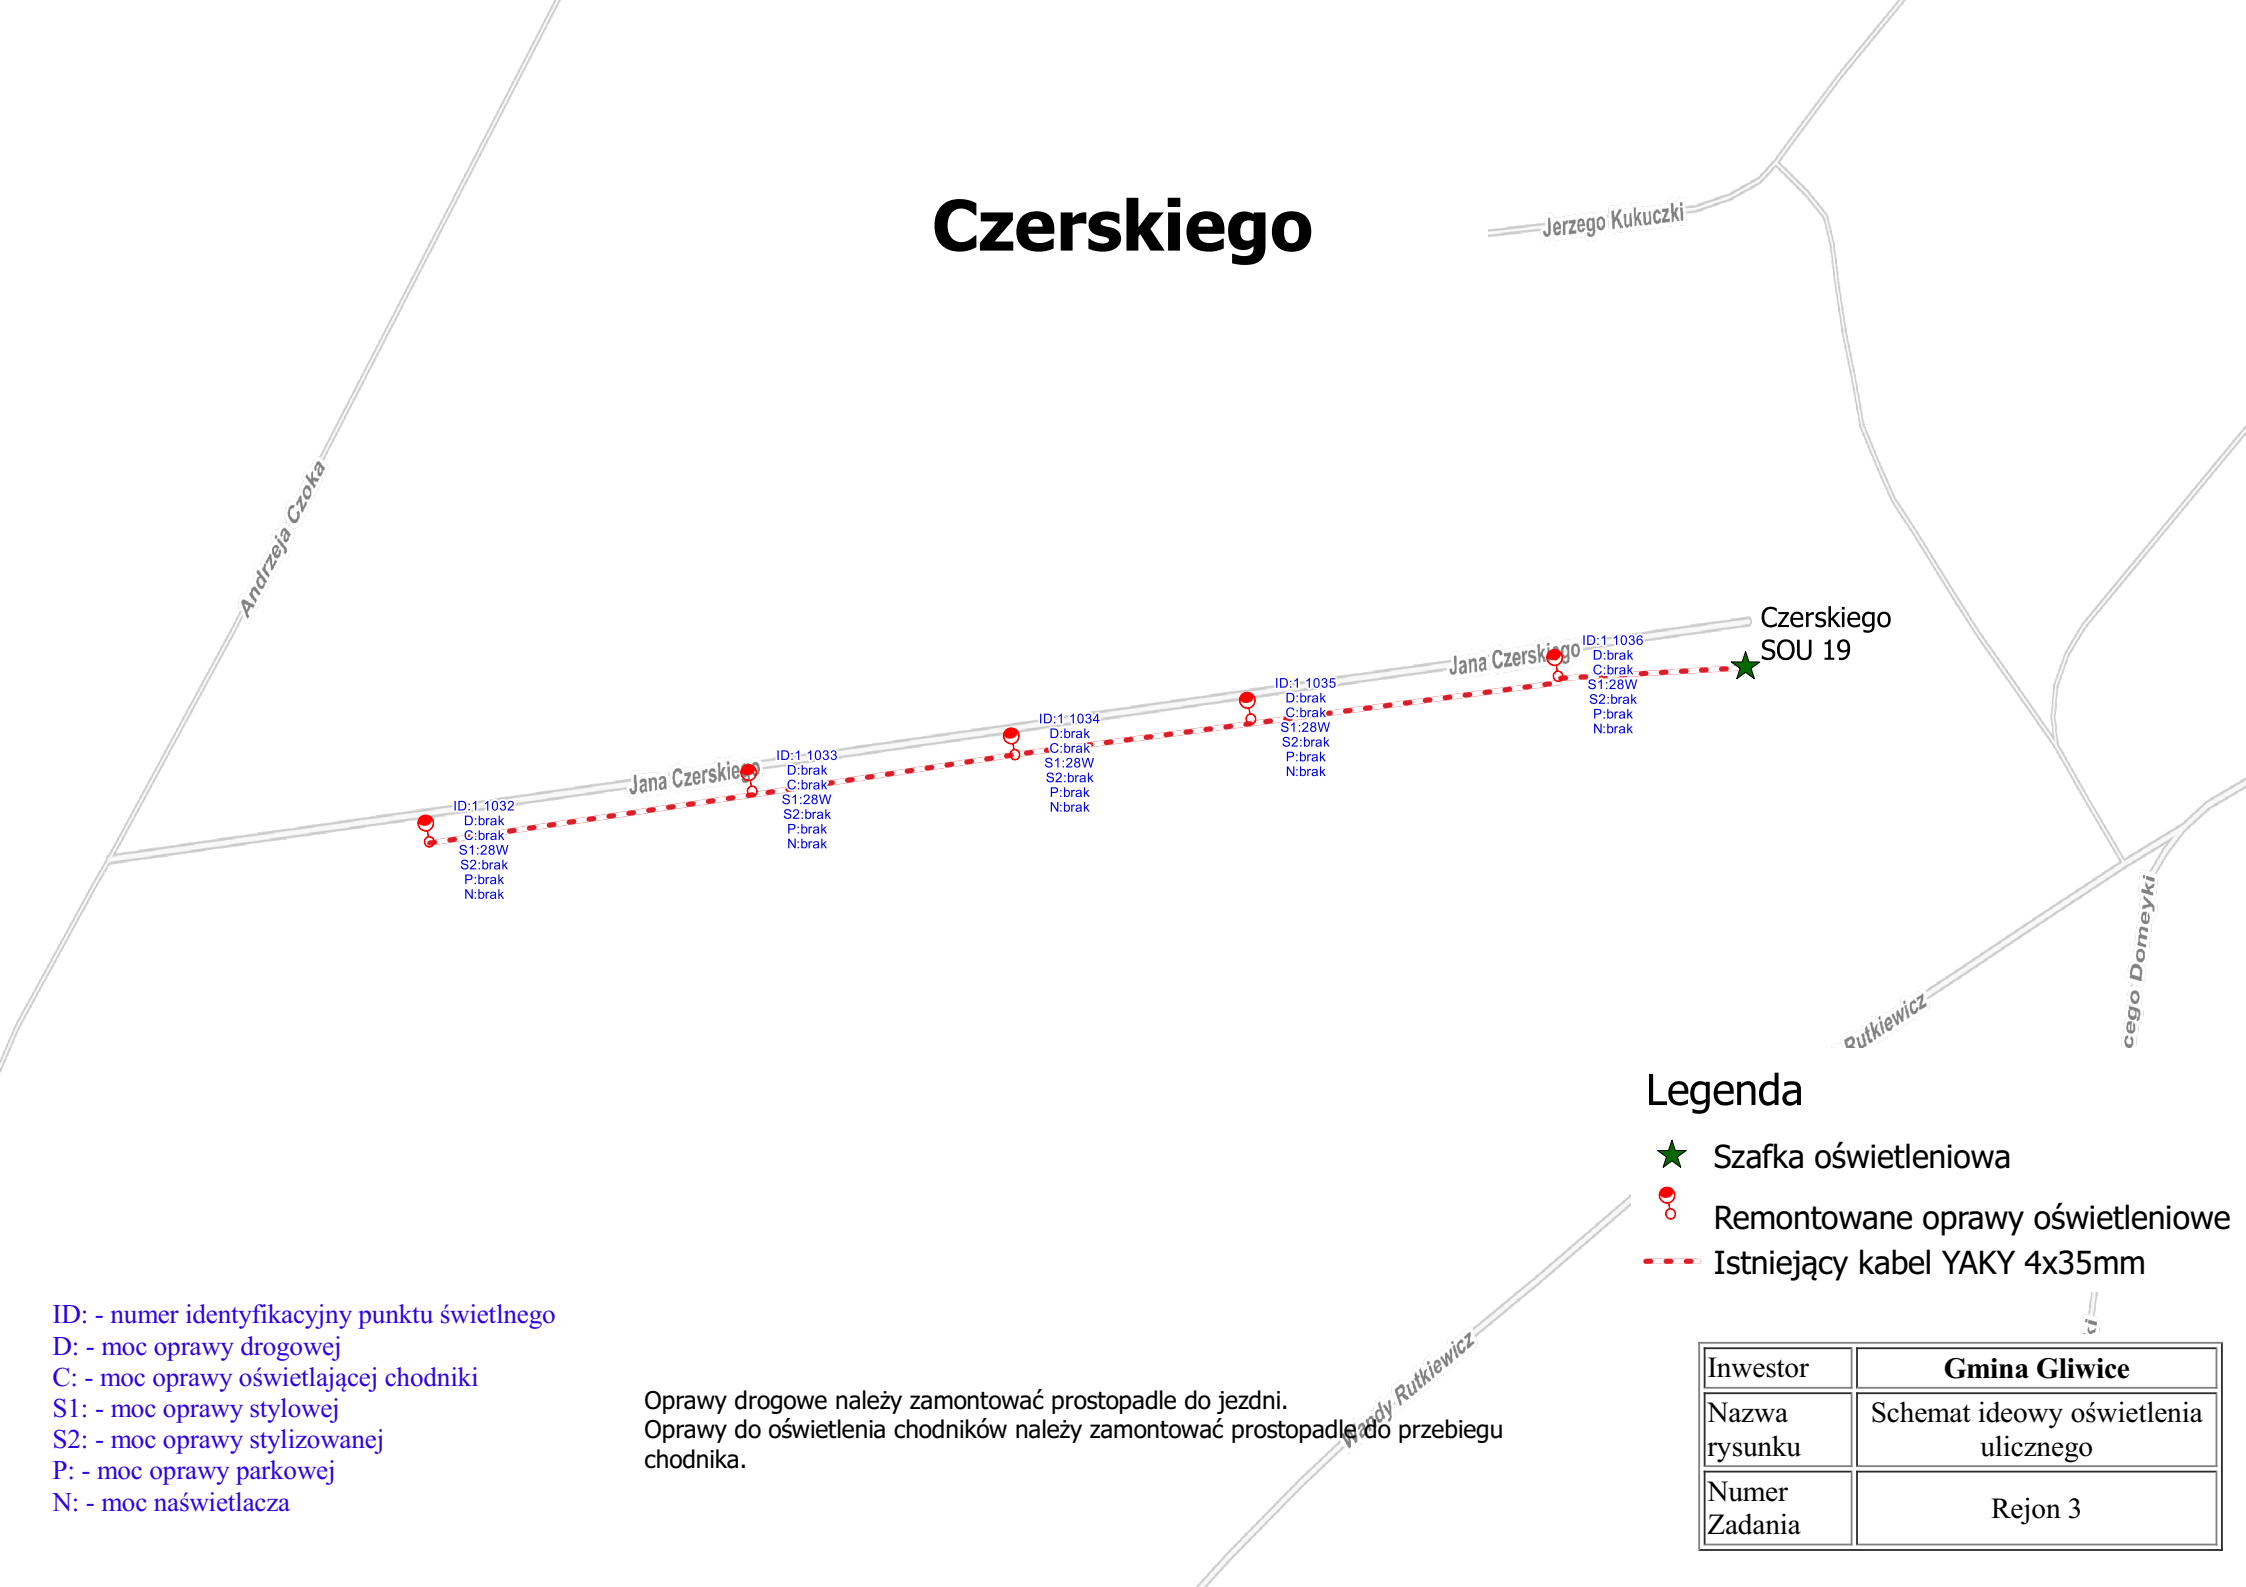 Czerskiego
Jerzego Kukuczki
Andrzeja Czoka
Czerskiego
SOU 19
Jana Czerskiego
ID:1 1036
D:brak
C:brak
S1:28W
S2:brak
P:brak
N:brak
ID:1 1035
D:brak
C:brak
S1:28W
S2:brak
P:brak
N:brak
ID:1 1034
D:brak
C:brak
S1:28W
S2:brak
P:brak
N:brak
Jana Czerskiego
ID:1 1033
D:brak
C:brak
S1:28W
S2:brak
P:brak
N:brak
ID:1 1032
D:brak
C:brak
S1:28W
S2:brak
P:brak
N:brak
cego Domeyki
Rutkiewicz
Legenda
Szafka oświetleniowa
Remontowane oprawy oświetleniowe
Istniejący kabel YAKY 4x35mm
ki
Wandy Rutkiewicz
ID: - numer identyfikacyjny punktu świetlnego
D: - moc oprawy drogowej
C: - moc oprawy oświetlającej chodniki
S1: - moc oprawy stylowej
S2: - moc oprawy stylizowanej
P: - moc oprawy parkowej
N: - moc naświetlacza
Oprawy drogowe należy zamontować prostopadle do jezdni.
Oprawy do oświetlenia chodników należy zamontować prostopadle do przebiegu
chodnika.
Inwestor Gmina Gliwice
Nazwa rysunku Schemat ideowy oświetlenia
ulicznego
Numer Zadania Rejon 3